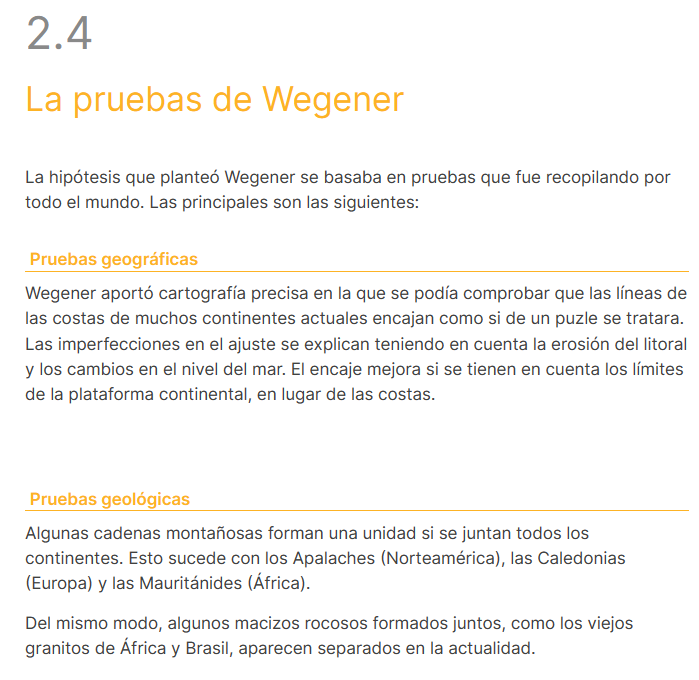 2.4
La pruebas de Wegener
La hipótesis que planteó Wegener se basaba en pruebas que fue recopilando por
todo el mundo. Las principales son las siguientes:
Pruebas geográficas
Wegener aportó cartografía precisa en la que se podía comprobar que las líneas de
las costas de muchos continentes actuales encajan como si de un puzle se tratara.
Las imperfecciones en el ajuste se explican teniendo en cuenta la erosión del litoral
y los cambios en el nivel del mar. El encaje mejora si se tienen en cuenta los límites
de la plataforma continental, en lugar de las costas.
Pruebas geológicas
Algunas cadenas montañosas forman una unidad si se juntan todos los
continentes. Esto sucede con los Apalaches (Norteamérica), las Caledonias
(Europa) y las Mauritánides (África).
Del mismo modo, algunos macizos rocosos formados juntos, como los viejos
granitos de África y Brasil, aparecen separados en la actualidad.